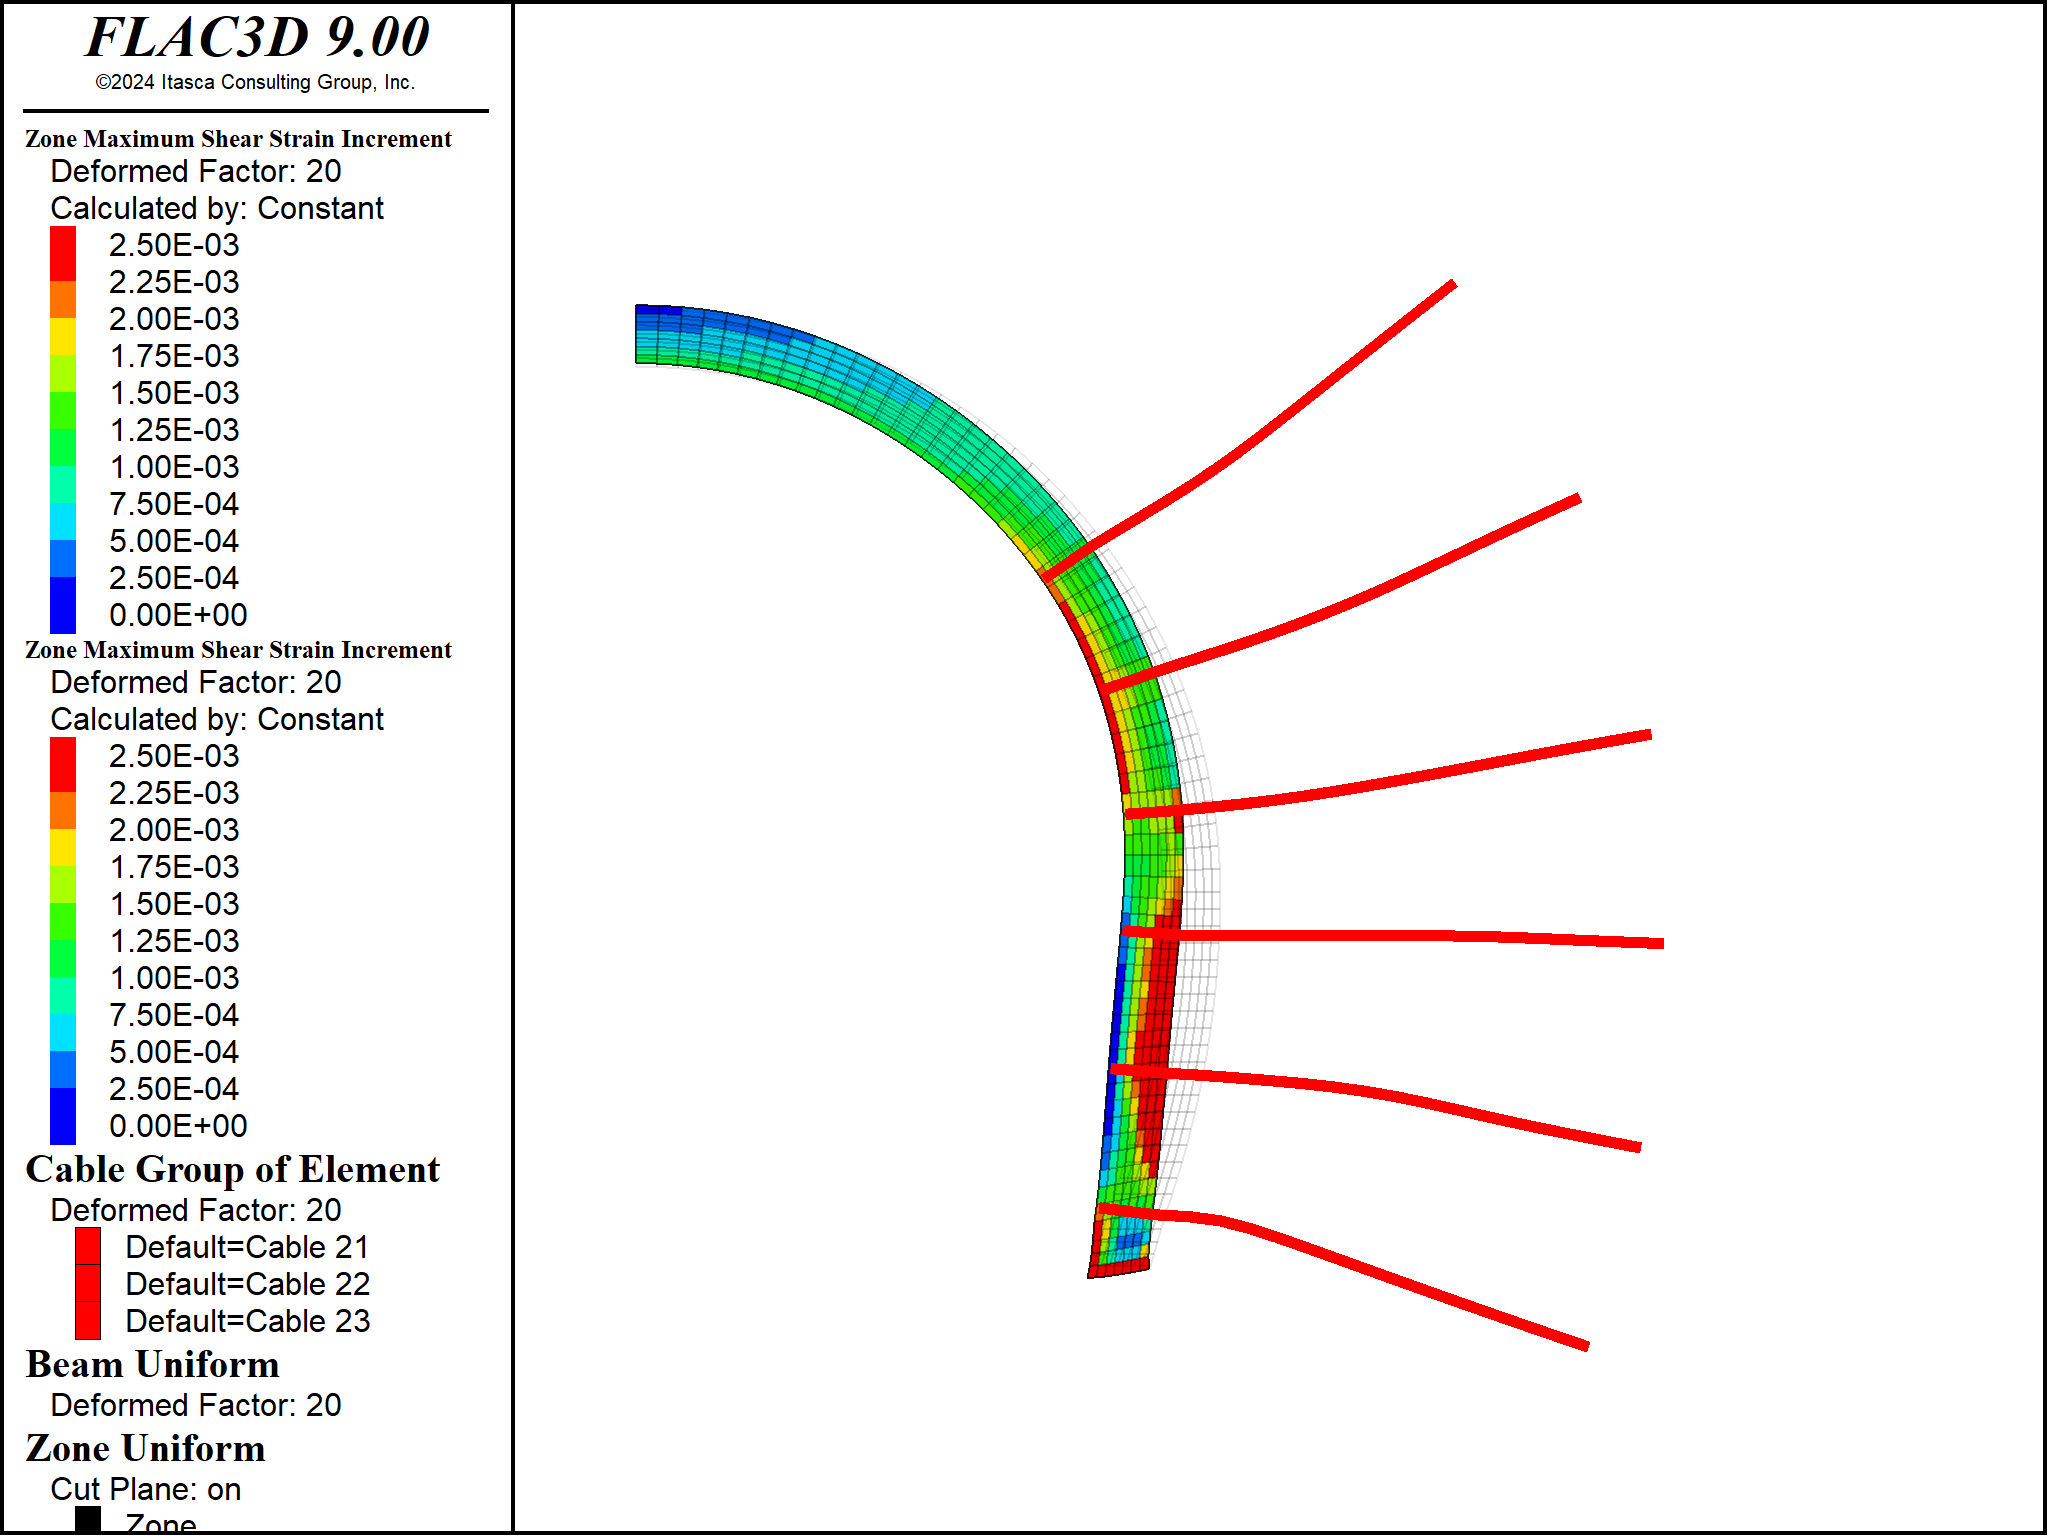 FLAC3D 9.00
©2024 Itasca Consulting Group, Inc.
Zone Maximum Shear Strain Increment
Deformed Factor: 20
Calculated by: Constant
2.50E-03
2.25E-03
2.00E-03
1.75E-03
1.50E-03
1.25E-03
1.00E-03
7.50E-04
5.00E-04
2.50E-04
0.00E+00
Zone Maximum Shear Strain Increment
Deformed Factor: 20
Calculated by: Constant
2.50E-03
2.25E-03
2.00E-03
1.75E-03
1.50E-03
1.25E-03
1.00E-03
7.50E-04
5.00E-04
2.50E-04
0.00E+00
Cable Group of Element
Deformed Factor: 20
Default=Cable 21
Default=Cable 22
Default=Cable 23
Beam Uniform
Deformed Factor: 20
Zone Uniform
Cut Plane: on
Zone